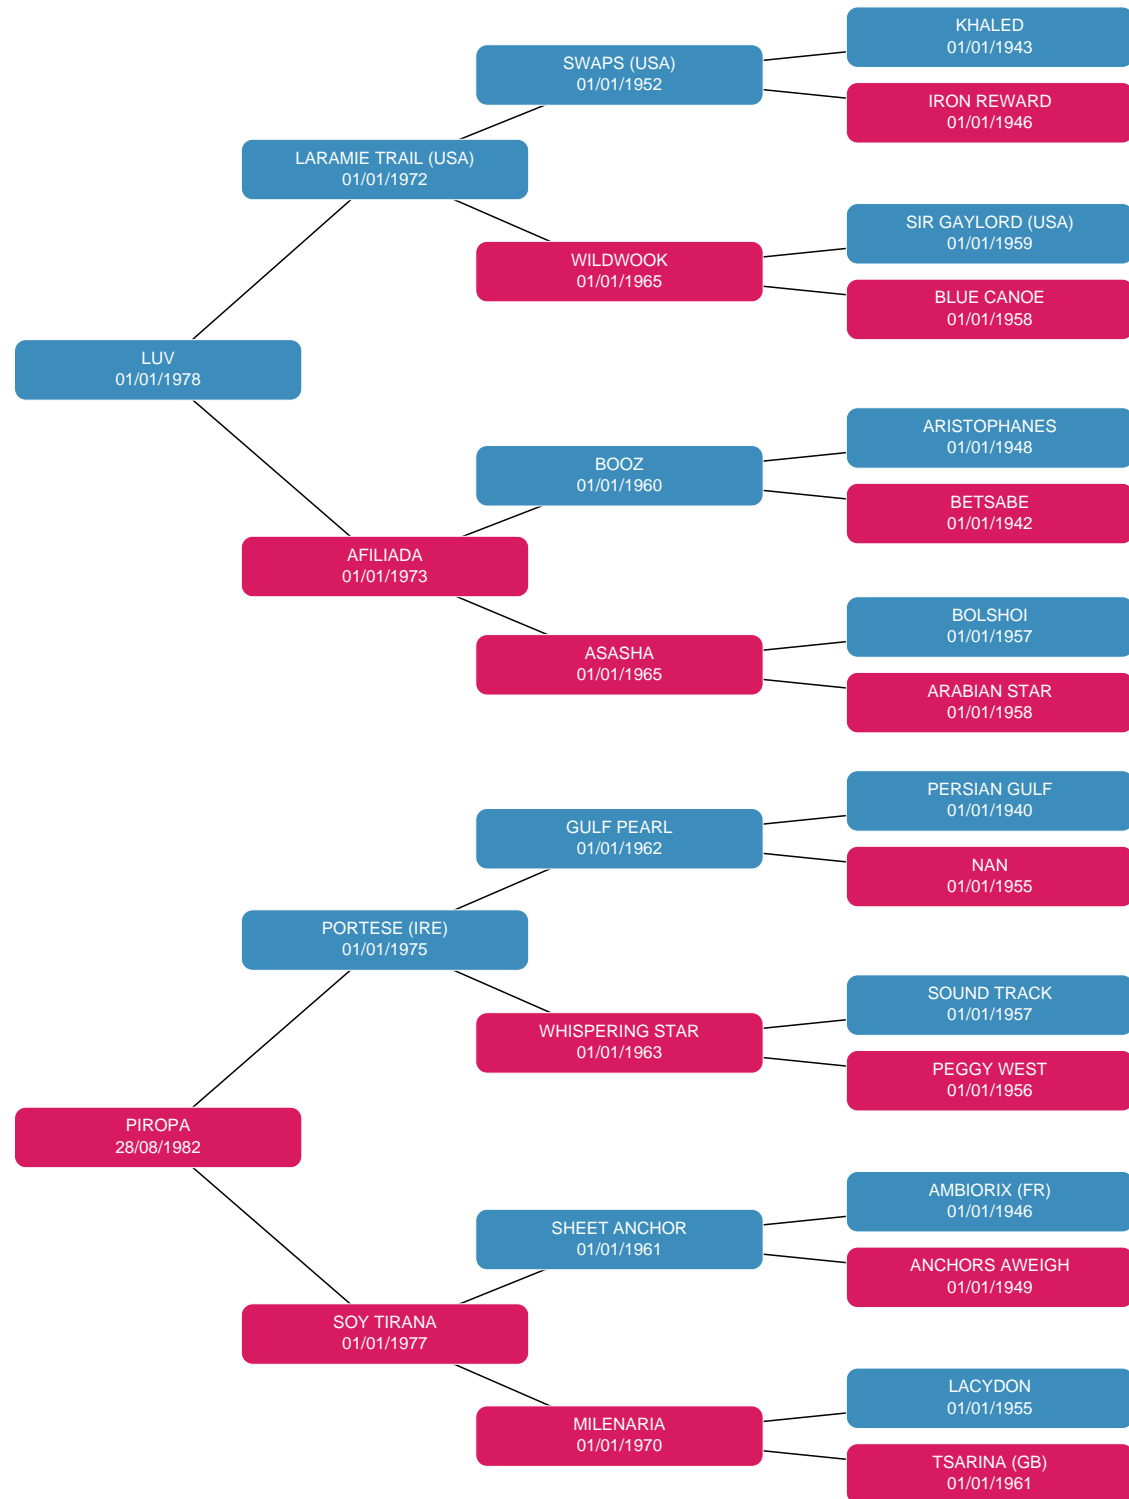 KHALED
01/01/1943
SWAPS (USA)
01/01/1952
IRON REWARD
01/01/1946
LARAMIE TRAIL (USA)
01/01/1972
SIR GAYLORD (USA)
01/01/1959
WILDWOOK
01/01/1965
BLUE CANOE
01/01/1958
LUV
01/01/1978
ARISTOPHANES
01/01/1948
BOOZ
01/01/1960
BETSABE
01/01/1942
AFILIADA
01/01/1973
BOLSHOI
01/01/1957
ASASHA
01/01/1965
ARABIAN STAR
01/01/1958
PERSIAN GULF
01/01/1940
GULF PEARL
01/01/1962
NAN
01/01/1955
PORTESE (IRE)
01/01/1975
SOUND TRACK
01/01/1957
WHISPERING STAR
01/01/1963
PEGGY WEST
01/01/1956
PIROPA
28/08/1982
AMBIORIX (FR)
01/01/1946
SHEET ANCHOR
01/01/1961
ANCHORS AWEIGH
01/01/1949
SOY TIRANA
01/01/1977
LACYDON
01/01/1955
MILENARIA
01/01/1970
TSARINA (GB)
01/01/1961